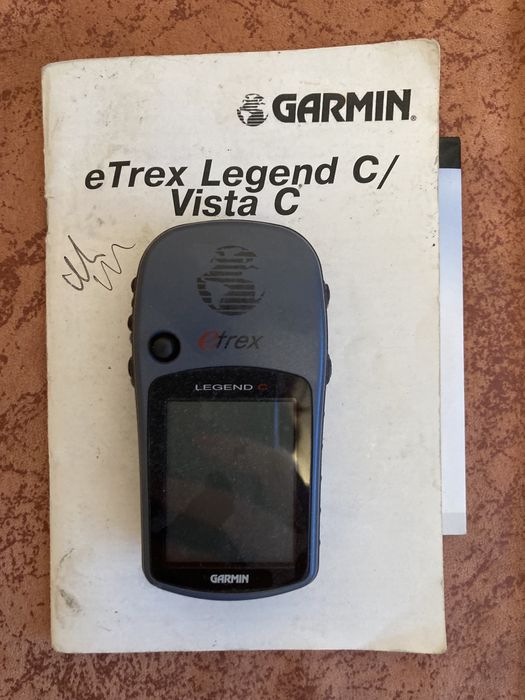 GARMIN®
eTrex Legend C/
Vista C
etrex
LEGEND C
GARMIN